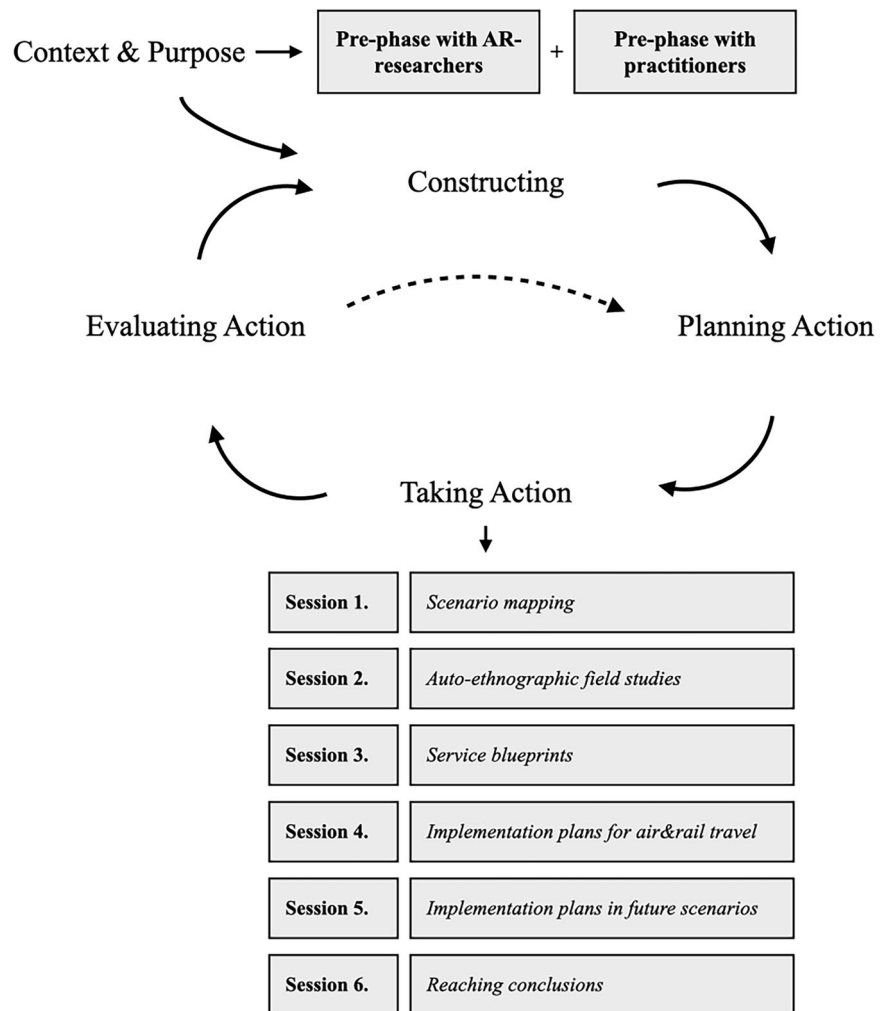 Context & Purpose
Pre-phase with AR-
researchers
+
Pre-phase with
practitioners
Constructing
Evaluating Action
Planning Action
Taking Action
Session 1.
Scenario mapping
Session 2.
Auto-ethnographic field studies
Session 3.
Service blueprints
Session 4.
Implementation plans for air&rail travel
Session 5.
Implementation plans in future scenarios
Session 6.
Reaching conclusions